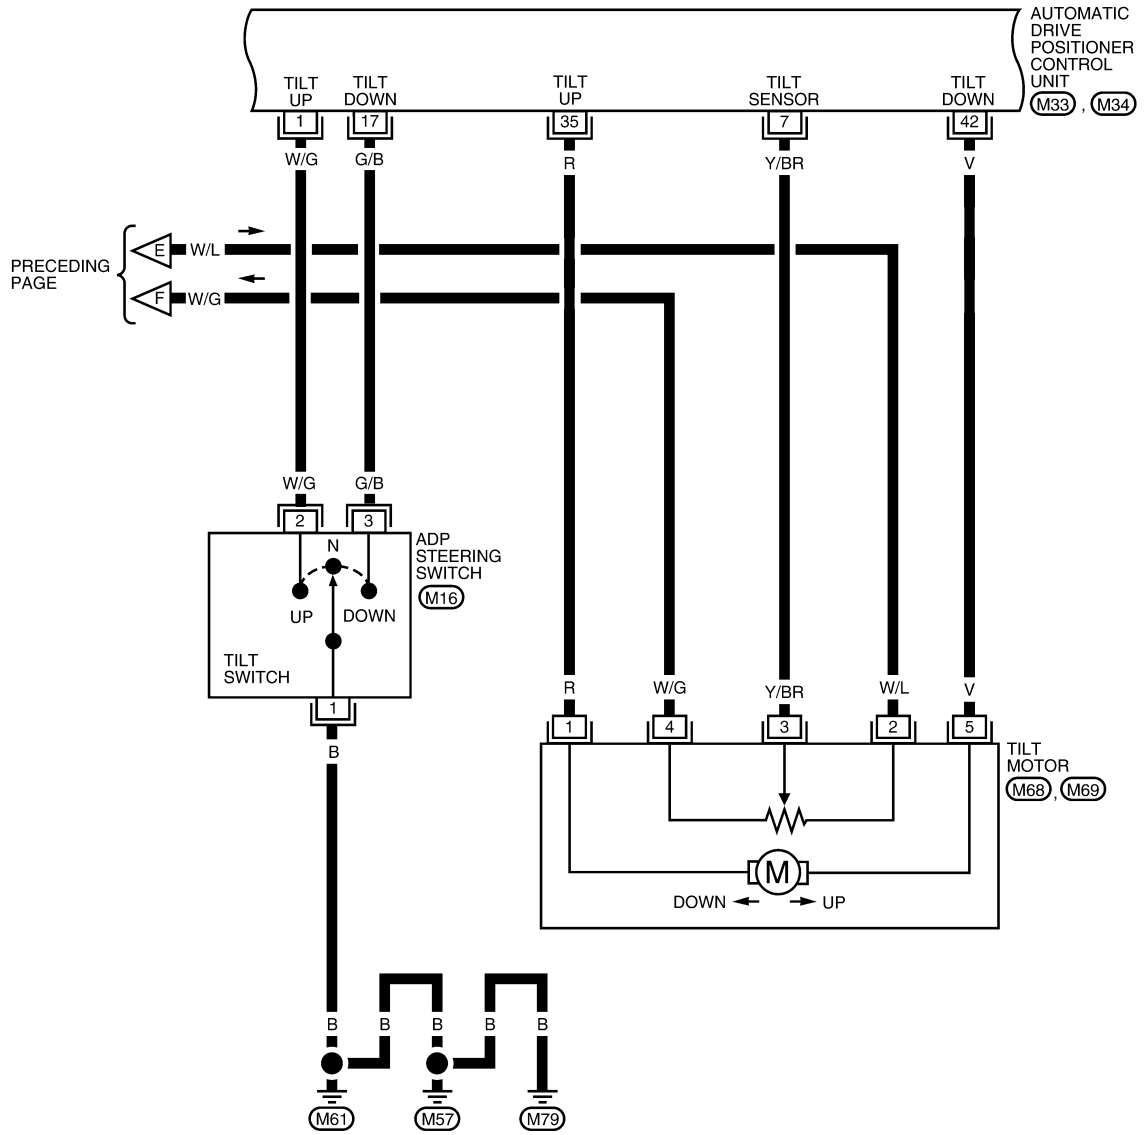 AUTOMATIC
DRIVE
POSITIONER
CONTROL
UNIT
M33 , M34
TILT
UP
TILT
DOWN
TILT
UP
TILT
SENSOR
TILT
DOWN
1
17
35
7
42
W/G
G/B
R
Y/BR
V
PRECEDING
PAGE
E
W/L
F
W/G
W/G
G/B
2
3
ADP
STEERING
SWITCH
M16
N
UP
DOWN
TILT
SWITCH
1
B
R
W/G
Y/BR
W/L
V
1
4
3
2
5
TILT
MOTOR
M68 , M69
M
DOWN
UP
B
B
B
B
B
M61
M57
M79